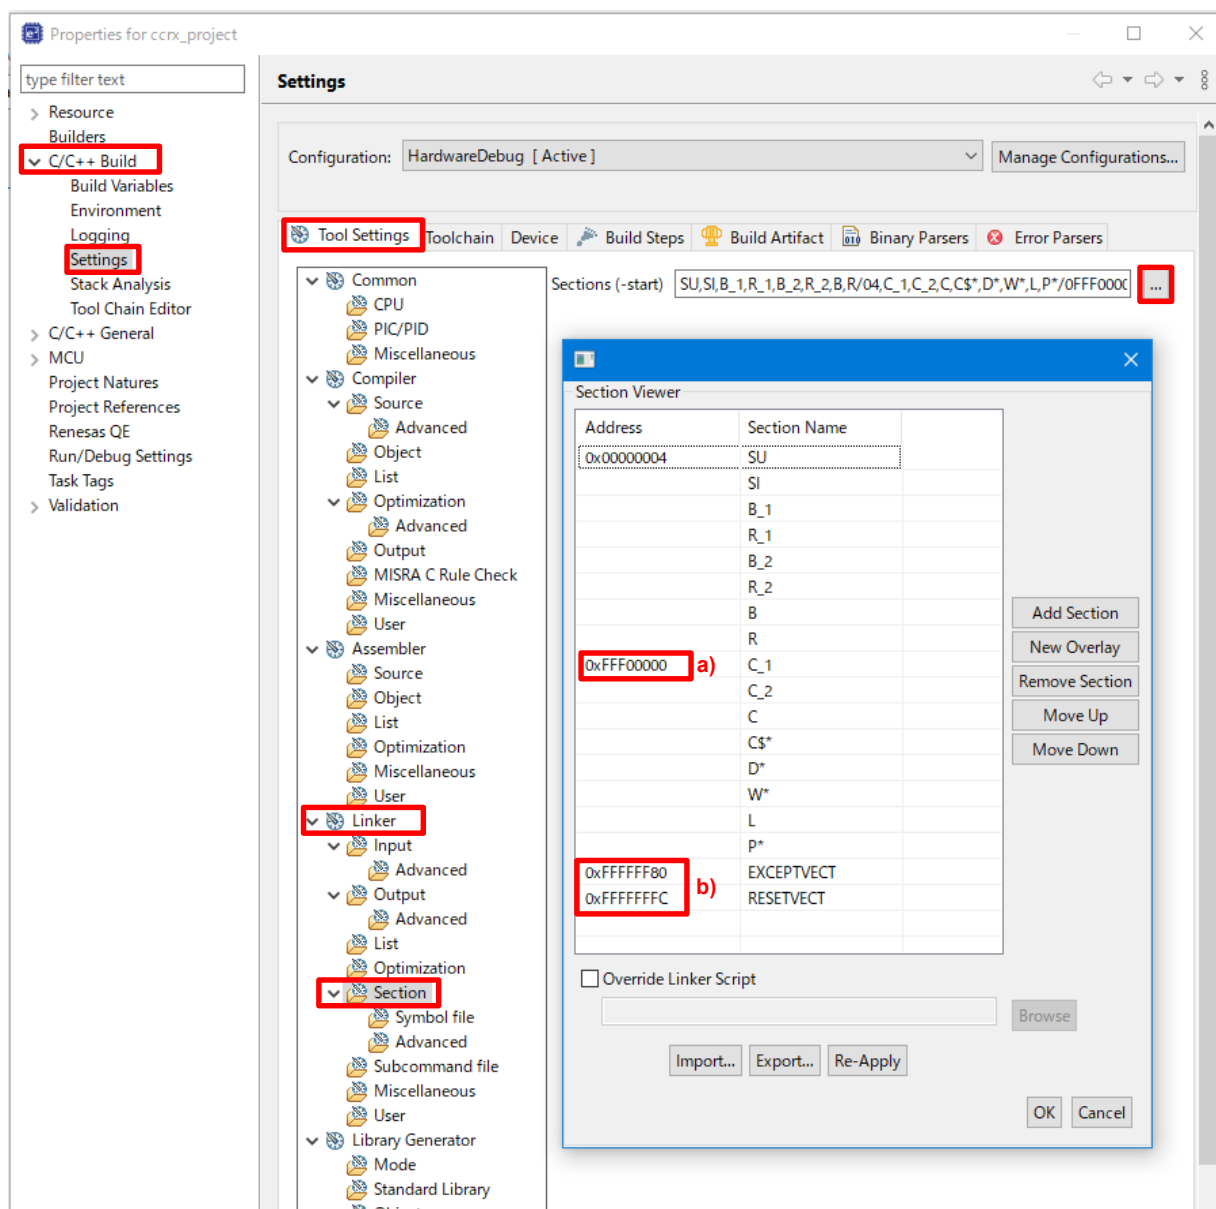 Properties for ccrx_project
type filter text
Settings
Resource
Builders
C/C++ Build
Build Variables
Environment
Logging
Settings
Stack Analysis
Tool Chain Editor
C/C++ General
MCU
Project Natures
Project References
Renesas QE
Run/Debug Settings
Task Tags
Validation
Configuration:
HardwareDebug [ Active ]
Manage Configurations...
Tool Settings
Toolchain
Device
Build Steps
Build Artifact
Binary Parsers
Error Parsers
Common
CPU
PIC/PID
Miscellaneous
Compiler
Source
Advanced
Object
List
Optimization
Advanced
Output
MISRA C Rule Check
Miscellaneous
User
Assembler
Source
Object
List
Optimization
Miscellaneous
User
Linker
Input
Advanced
Output
Advanced
List
Optimization
Section
Symbol file
Advanced
Subcommand file
Miscellaneous
User
Library Generator
Mode
Standard Library
Sections (-start)
SU,SI,B_1,R_1,B_2,R_2,B,R/04,C_1,C_2,C,C$*,D*,W*,L,P*/0FFF000
...
Section Viewer
Address Section Name
0x00000004 SU
SI
B_1
R_1
B_2
R_2
B
R
0xFFF00000 a) C_1
C_2
C
C$*
D*
W*
L
P*
0xFFFFFF80 EXCEPTVECT
b)
0xFFFFFFFC RESETVECT
Add Section
New Overlay
Remove Section
Move Up
Move Down
Override Linker Script
Browse
Import...
Export...
Re-Apply
OK
Cancel